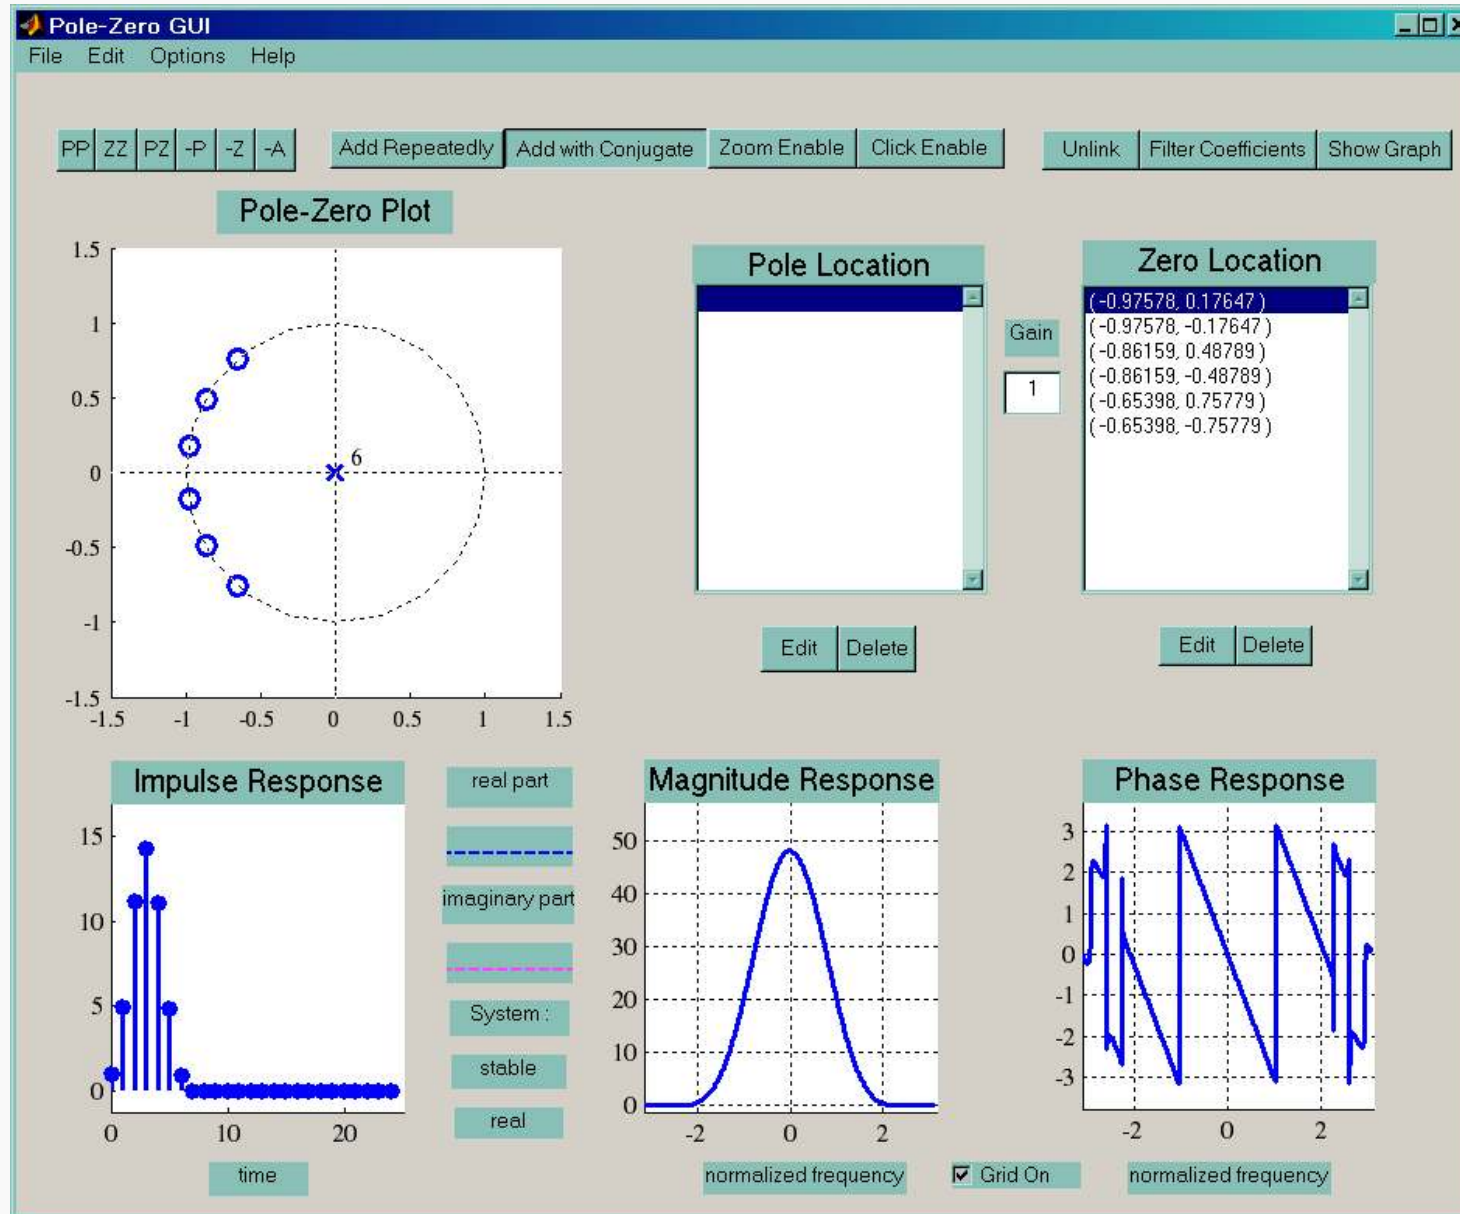 Pole-Zero GUI
File Edit Options Help
PP ZZ PZ -P -Z -A Add Repeatedly Add with Conjugate Zoom Enable Click Enable Unlink Filter Coefficients Show Graph
Pole-Zero Plot
1.5
1
0.5
0
-0.5
-1
-1.5
6
-1.5 -1 -0.5 0 0.5 1 1.5
Pole Location
Edit Delete
Gain
1
Zero Location
( -0.97578, 0.17647 )
( -0.97578, -0.17647 )
( -0.86159, 0.48789 )
( -0.86159, -0.48789 )
( -0.65398, 0.75779 )
( -0.65398, -0.75779 )
Edit Delete
Impulse Response
15
10
5
0
0 10 20
time
real part
imaginary part
System :
stable
real
Magnitude Response
50
40
30
20
10
0
-2 0 2
normalized frequency
Grid On
Phase Response
3
2
1
0
-1
-2
-3
-2 0 2
normalized frequency